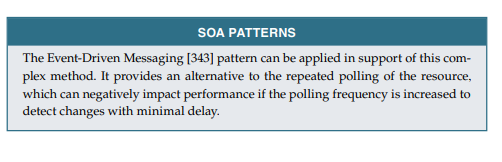 SOA PATTERNS
The Event-Driven Messaging [343] pattern can be applied in support of this com-
plex method. It provides an alternative to the repeated polling of the resource,
which can negatively impact performance if the polling frequency is increased to
detect changes with minimal delay.